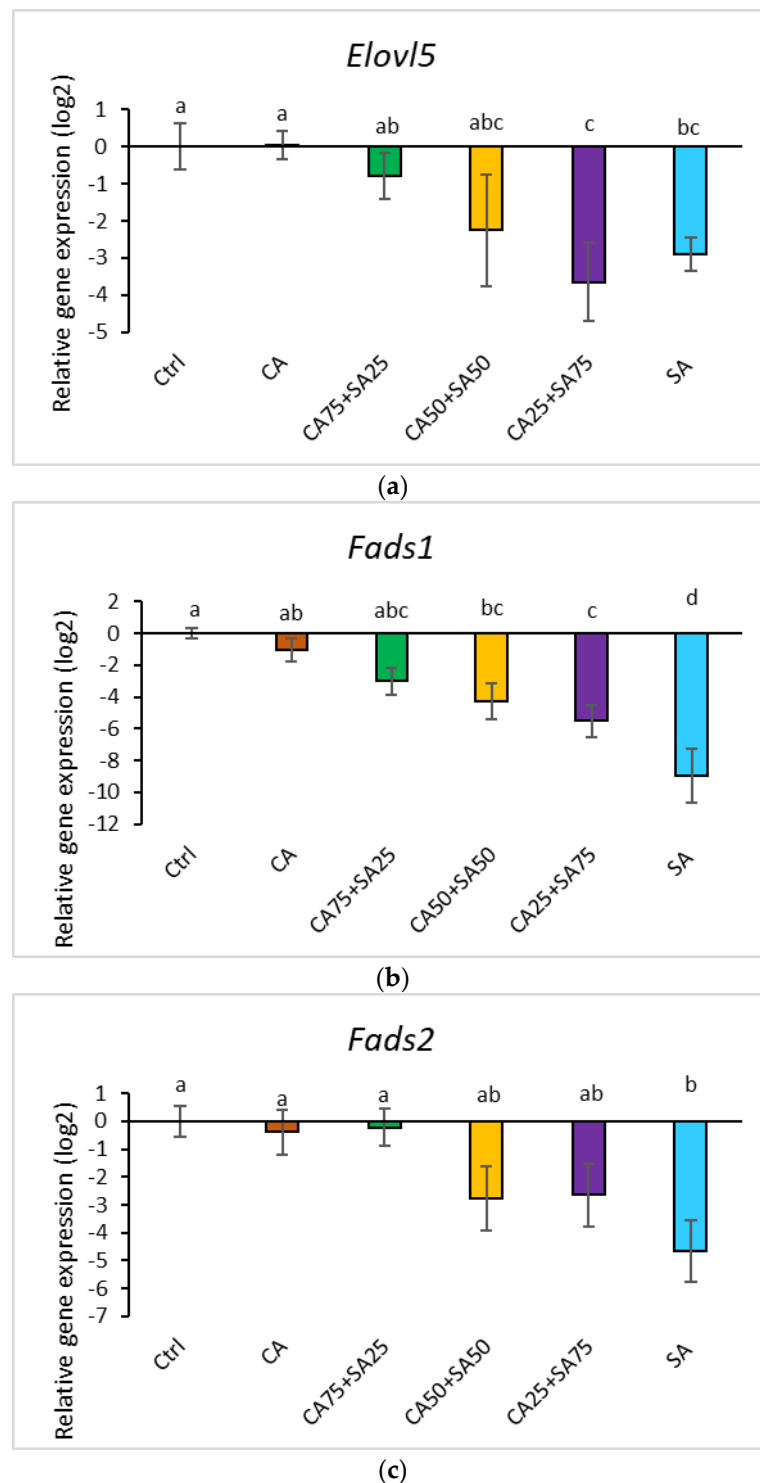 Elovl5
Relative gene expression (log2)
1
0
-1
-2
-3
-4
-5
a
a
ab
abc
c
bc
Ctrl
CA
CA75+SA25
CA50+SA50
CA25+SA75
SA
(a)
Fads1
Relative gene expression (log2)
2
0
-2
-4
-6
-8
-10
-12
a
ab
abc
bc
c
d
Ctrl
CA
CA75+SA25
CA50+SA50
CA25+SA75
SA
(b)
Fads2
Relative gene expression (log2)
1
0
-1
-2
-3
-4
-5
-6
-7
a
a
a
ab
ab
b
Ctrl
CA
CA75+SA25
CA50+SA50
CA25+SA75
SA
(c)